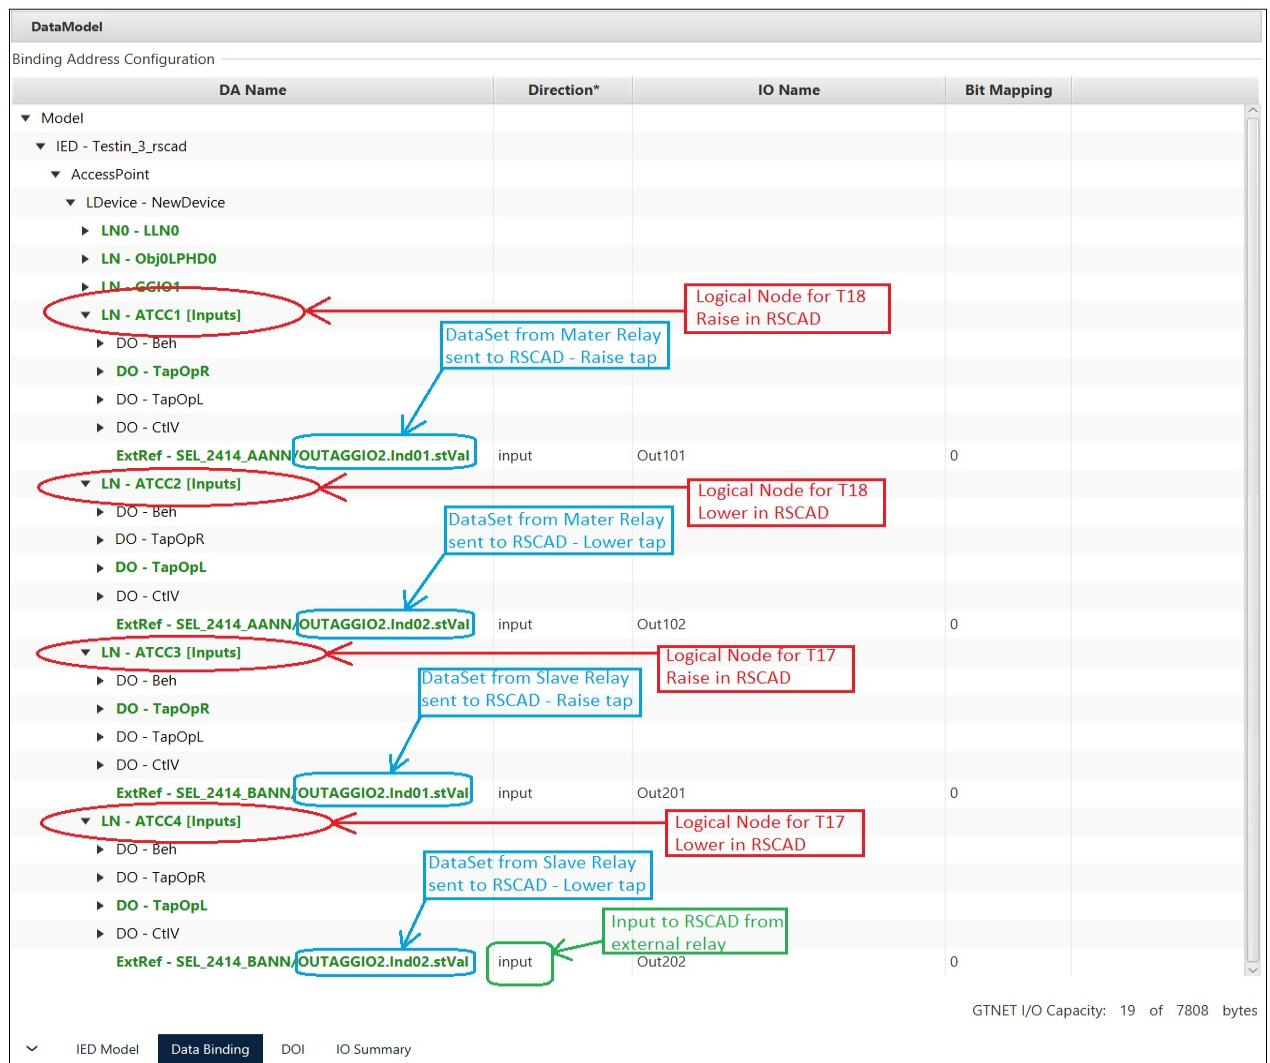 DataModel
Binding Address Configuration
DA Name Direction* IO Name Bit Mapping
Model
IED - Testin_3_rscad
AccessPoint
LDevice - NewDevice
LN0 - LLN0
LN - Obj0LPHD0
LN - GGIO1
Logical Node for T18
Raise in RSCAD
LN - ATCC1 [Inputs]
DataSet from Mater Relay
sent to RSCAD - Raise tap
DO - Beh
DO - TapOpR
DO - TapOpL
DO - CtlV
ExtRef - SEL_2414_AANN/OUTAGGIO2.Ind01.stVal input Out101 0
LN - ATCC2 [Inputs]
Logical Node for T18
Lower in RSCAD
DO - Beh
DataSet from Mater Relay
sent to RSCAD - Lower tap
DO - TapOpR
DO - TapOpL
DO - CtlV
ExtRef - SEL_2414_AANN/OUTAGGIO2.Ind02.stVal input Out102 0
LN - ATCC3 [Inputs]
Logical Node for T17
Raise in RSCAD
DO - Beh
DataSet from Slave Relay
sent to RSCAD - Raise tap
DO - TapOpR
DO - TapOpL
DO - CtlV
ExtRef - SEL_2414_BANN/OUTAGGIO2.Ind01.stVal input Out201 0
LN - ATCC4 [Inputs]
Logical Node for T17
Lower in RSCAD
DO - Beh
DataSet from Slave Relay
sent to RSCAD - Lower tap
DO - TapOpR
DO - TapOpL
DO - CtlV
Input to RSCAD from
external relay
ExtRef - SEL_2414_BANN/OUTAGGIO2.Ind02.stVal input Out202 0
GTNET I/O Capacity: 19 of 7808 bytes
IED Model Data Binding DOI IO Summary